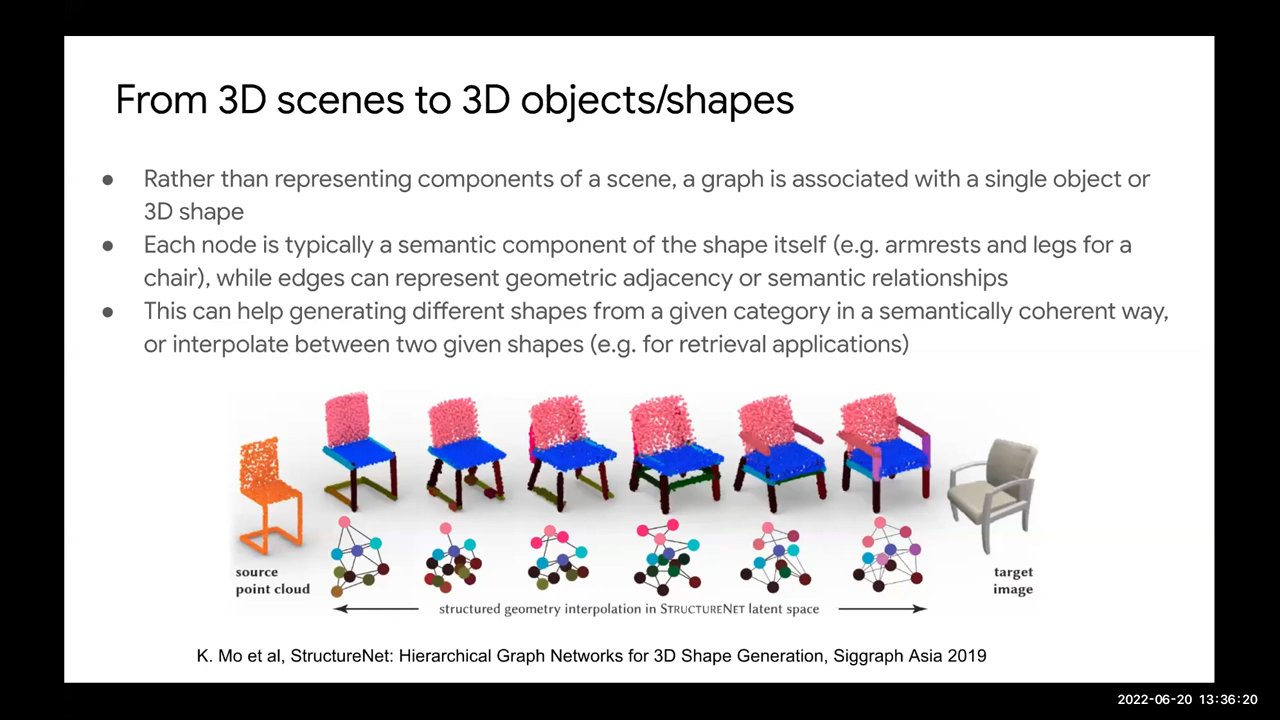 From 3D scenes to 3D objects/shapes
● Rather than representing components of a scene, a graph is associated with a single object or
3D shape
● Each node is typically a semantic component of the shape itself (e.g. armrests and legs for a
chair), while edges can represent geometric adjacency or semantic relationships
● This can help generating different shapes from a given category in a semantically coherent way,
or interpolate between two given shapes (e.g. for retrieval applications)
source
point cloud
target
image
structured geometry interpolation in STRUCTURENET latent space
K. Mo et al, StructureNet: Hierarchical Graph Networks for 3D Shape Generation, Siggraph Asia 2019
2022-06-20 13:36:20